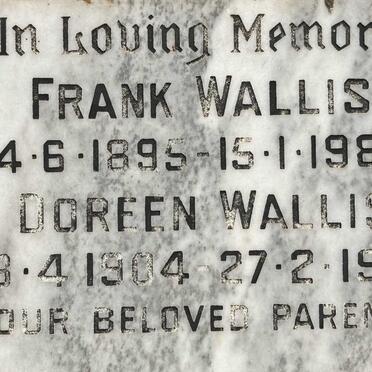 In Loving Memor
FRANK WALLIS
4·6·1895-15·1·198
DOREEN WALLIS
3·4·1904-27·2·19
OUR BELOVED PAREN